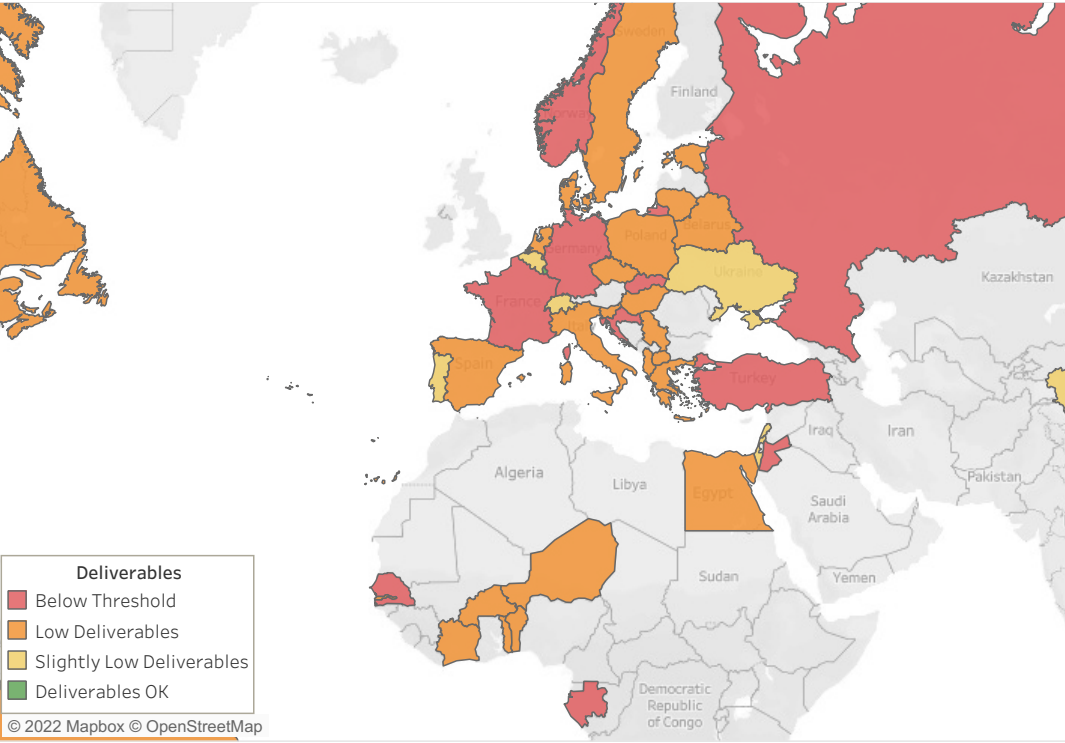 Sweden
Finland
Norway
Belarus
Poland
Germany
Ukraine
Kazakhstan
France
Italy
Spain
Turkey
Iraq
Iran
Algeria
Libya
Egypt
Pakistan
Saudi
Arabia
Sudan
Yemen
Democratic
Republic
of Congo
Deliverables
Below Threshold
Low Deliverables
Slightly Low Deliverables
Deliverables OK
© 2022 Mapbox © OpenStreetMap